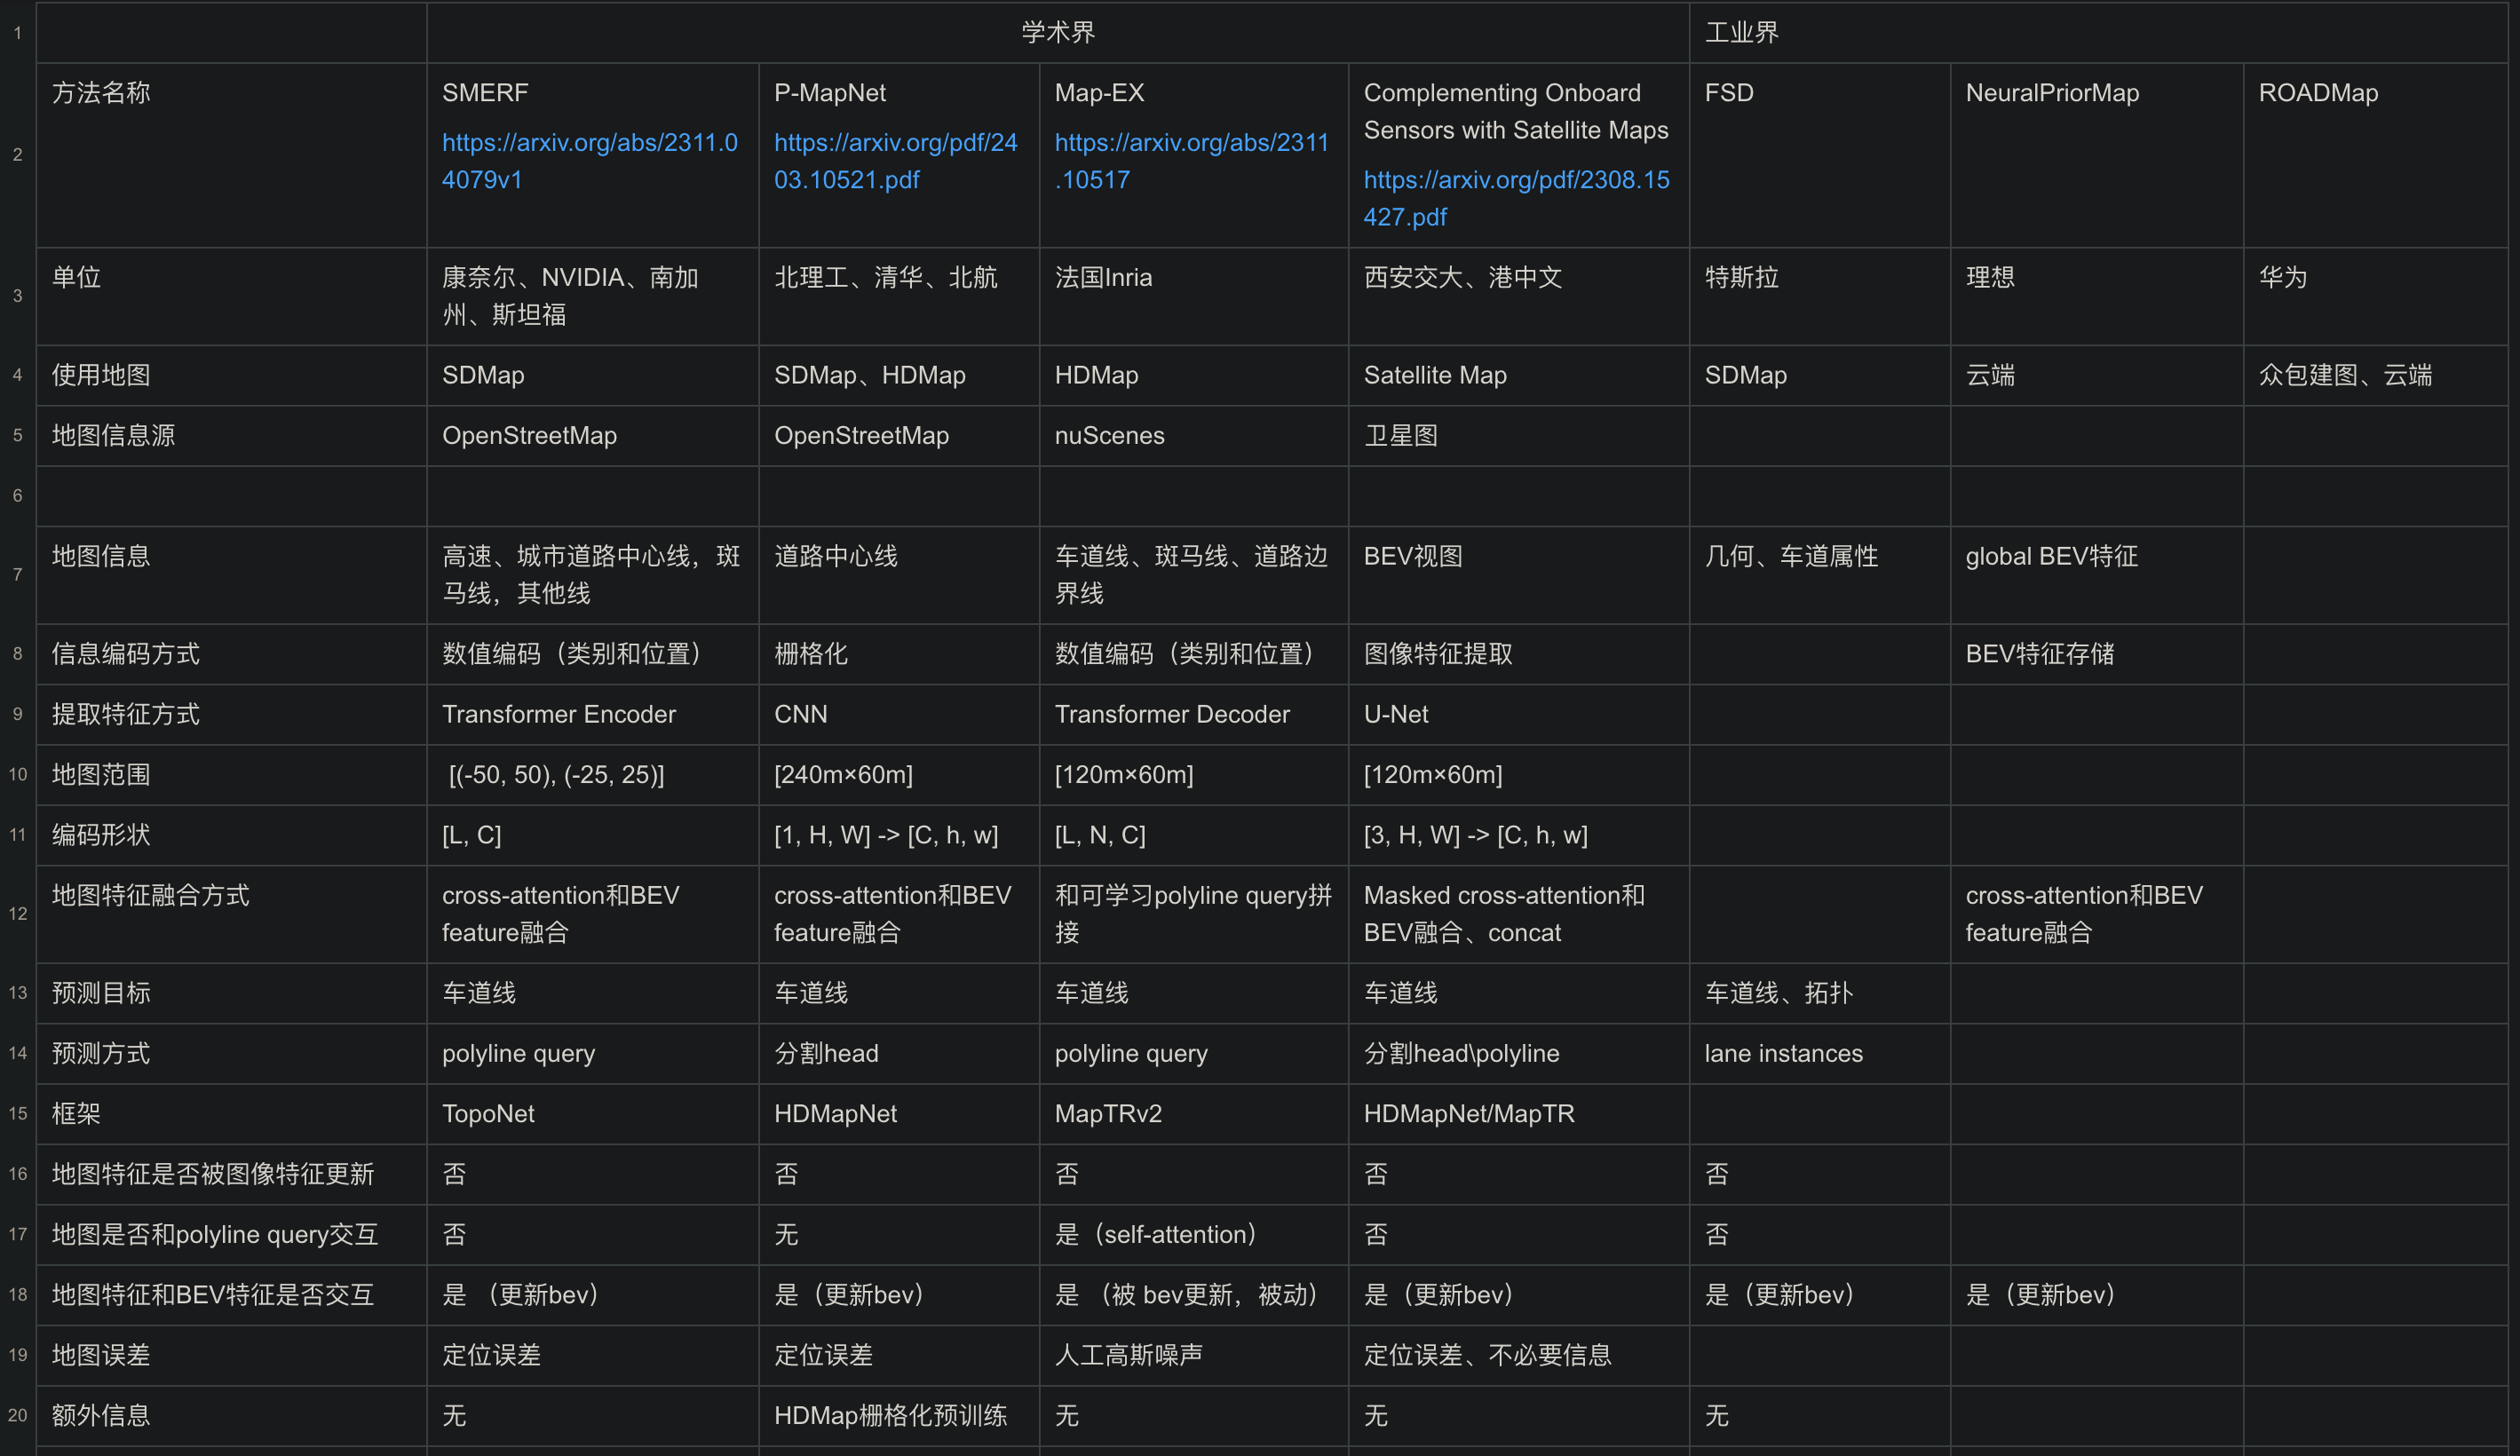 1 学术界 工业界
方法名称 SMERF P-MapNet Map-EX Complementing Onboard FSD NeuralPriorMap ROADMap
Sensors with Satellite Maps
2 https://arxiv.org/abs/2311.0 https://arxiv.org/pdf/24 https://arxiv.org/abs/2311
4079v1 03.10521.pdf .10517 https://arxiv.org/pdf/2308.15
427.pdf
3 单位 康奈尔、NVIDIA、南加 北理工、清华、北航 法国Inria 西安交大、港中文 特斯拉 理想 华为
州、斯坦福
4 使用地图 SDMap SDMap、HDMap HDMap Satellite Map SDMap 云端 众包建图、云端
5 地图信息源 OpenStreetMap OpenStreetMap nuScenes 卫星图
6
7 地图信息 高速、城市道路中心线，斑 道路中心线 车道线、斑马线、道路边 BEV视图 几何、车道属性 global BEV特征
马线，其他线 界线
8 信息编码方式 数值编码（类别和位置） 栅格化 数值编码（类别和位置） 图像特征提取 BEV特征存储
9 提取特征方式 Transformer Encoder CNN Transformer Decoder U-Net
10 地图范围 [(-50, 50), (-25, 25)] [240m×60m] [120m×60m] [120m×60m]
11 编码形状 [L, C] [1, H, W] -> [C, h, w] [L, N, C] [3, H, W] -> [C, h, w]
12 地图特征融合方式 cross-attention和BEV cross-attention和BEV 和可学习polyline query拼 Masked cross-attention和 cross-attention和BEV
feature融合 feature融合 接 BEV融合、concat feature融合
13 预测目标 车道线 车道线 车道线 车道线 车道线、拓扑
14 预测方式 polyline query 分割head polyline query 分割head\polyline lane instances
15 框架 TopoNet HDMapNet MapTRv2 HDMapNet/MapTR
16 地图特征是否被图像特征更新 否 否 否 否 否
17 地图是否和polyline query交互 否 无 是（self-attention） 否 否
18 地图特征和BEV特征是否交互 是 （更新bev） 是（更新bev） 是 （被 bev更新，被动） 是（更新bev） 是（更新bev） 是（更新bev）
19 地图误差 定位误差 定位误差 人工高斯噪声 定位误差、不必要信息
20 额外信息 无 HDMap栅格化预训练 无 无 无